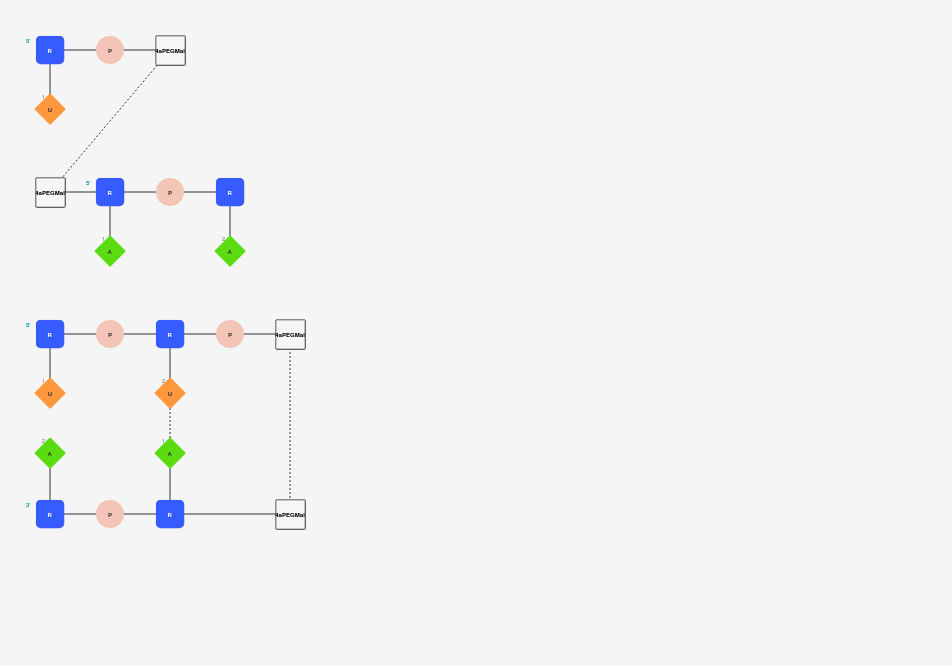 5' R P 4aPEGMal
1 U
4aPEGMal 5' R P R
1 A 2 A
5' R P R P 4aPEGMal
1 U 2 U
2 A 1 A
3' R P R 4aPEGMal